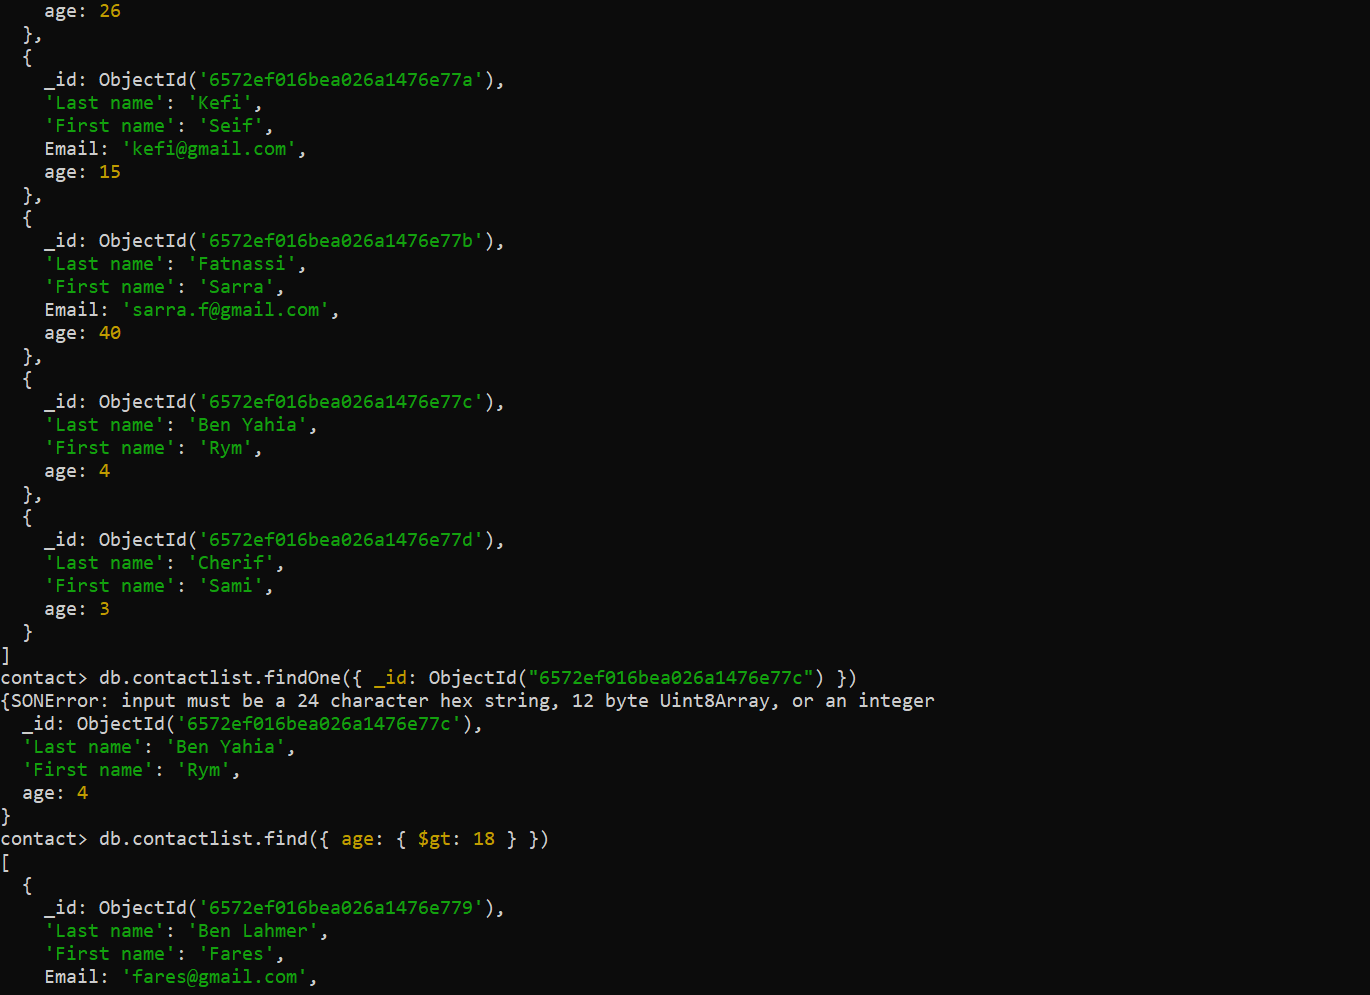 age: 26
  },
  {
    _id: ObjectId('6572ef016bea026a1476e77a'),
    'Last name': 'Kefi',
    'First name': 'Seif',
    Email: 'kefi@gmail.com',
    age: 15
  },
  {
    _id: ObjectId('6572ef016bea026a1476e77b'),
    'Last name': 'Fatnassi',
    'First name': 'Sarra',
    Email: 'sarra.f@gmail.com',
    age: 40
  },
  {
    _id: ObjectId('6572ef016bea026a1476e77c'),
    'Last name': 'Ben Yahia',
    'First name': 'Rym',
    age: 4
  },
  {
    _id: ObjectId('6572ef016bea026a1476e77d'),
    'Last name': 'Cherif',
    'First name': 'Sami',
    age: 3
  }
]
contact> db.contactlist.findOne({ _id: ObjectId("6572ef016bea026a1476e77c") })
{SONError: input must be a 24 character hex string, 12 byte Uint8Array, or an integer
  _id: ObjectId('6572ef016bea026a1476e77c'),
  'Last name': 'Ben Yahia',
  'First name': 'Rym',
  age: 4
}
contact> db.contactlist.find({ age: { $gt: 18 } })
[
  {
    _id: ObjectId('6572ef016bea026a1476e779'),
    'Last name': 'Ben Lahmer',
    'First name': 'Fares',
    Email: 'fares@gmail.com',